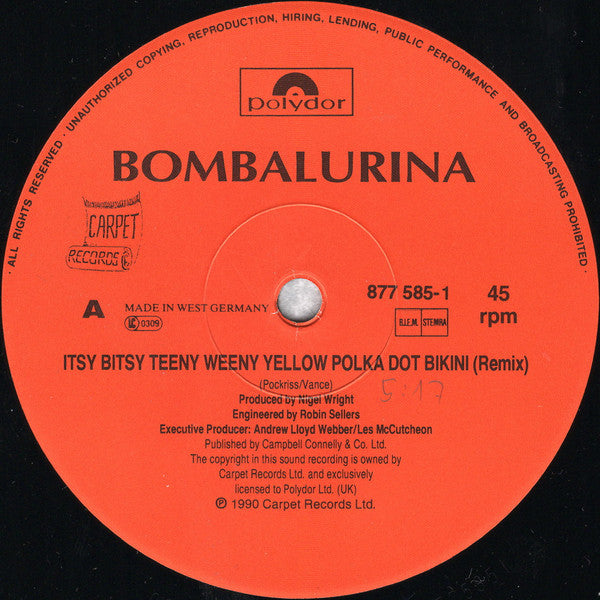 · ALL RIGHTS RESERVED · UNAUTHORIZED COPYING, REPRODUCTION, HIRING, LENDING, PUBLIC PERFORMANCE AND BROADCASTING PROHIBITED ·
polydor
BOMBALURINA
CARPET
RECORDS
A
MADE IN WEST GERMANY
LC 0309
877 585-1
45
rpm
B.I.E.M. STEMRA
ITSY BITSY TEENY WEENY YELLOW POLKA DOT BIKINI (Remix)
(Pockriss/Vance)
5:17
Produced by Nigel Wright
Engineered by Robin Sellers
Executive Producer: Andrew Lloyd Webber/Les McCutcheon
Published by Campbell Connelly & Co. Ltd.
The copyright in this sound recording is owned by
Carpet Records Ltd. and exclusively
licensed to Polydor Ltd. (UK)
℗ 1990 Carpet Records Ltd.